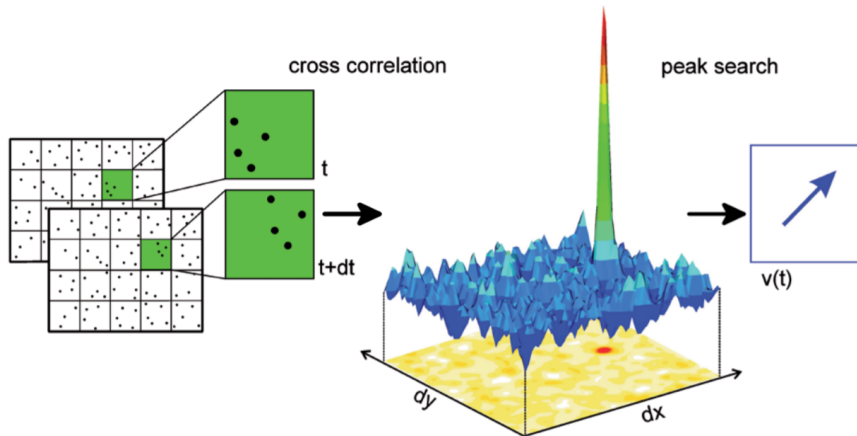 cross correlation
peak search
t
t+dt
v(t)
dy
dx